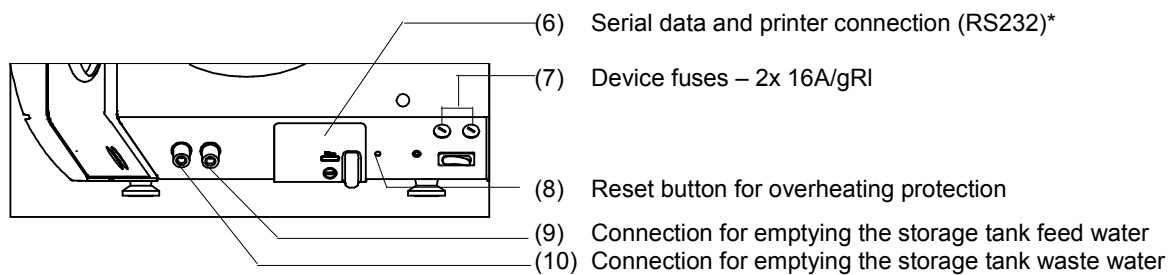 (6) Serial data and printer connection (RS232)*
(7) Device fuses – 2x 16A/gRl
(8) Reset button for overheating protection
(9) Connection for emptying the storage tank feed water
(10) Connection for emptying the storage tank waste water